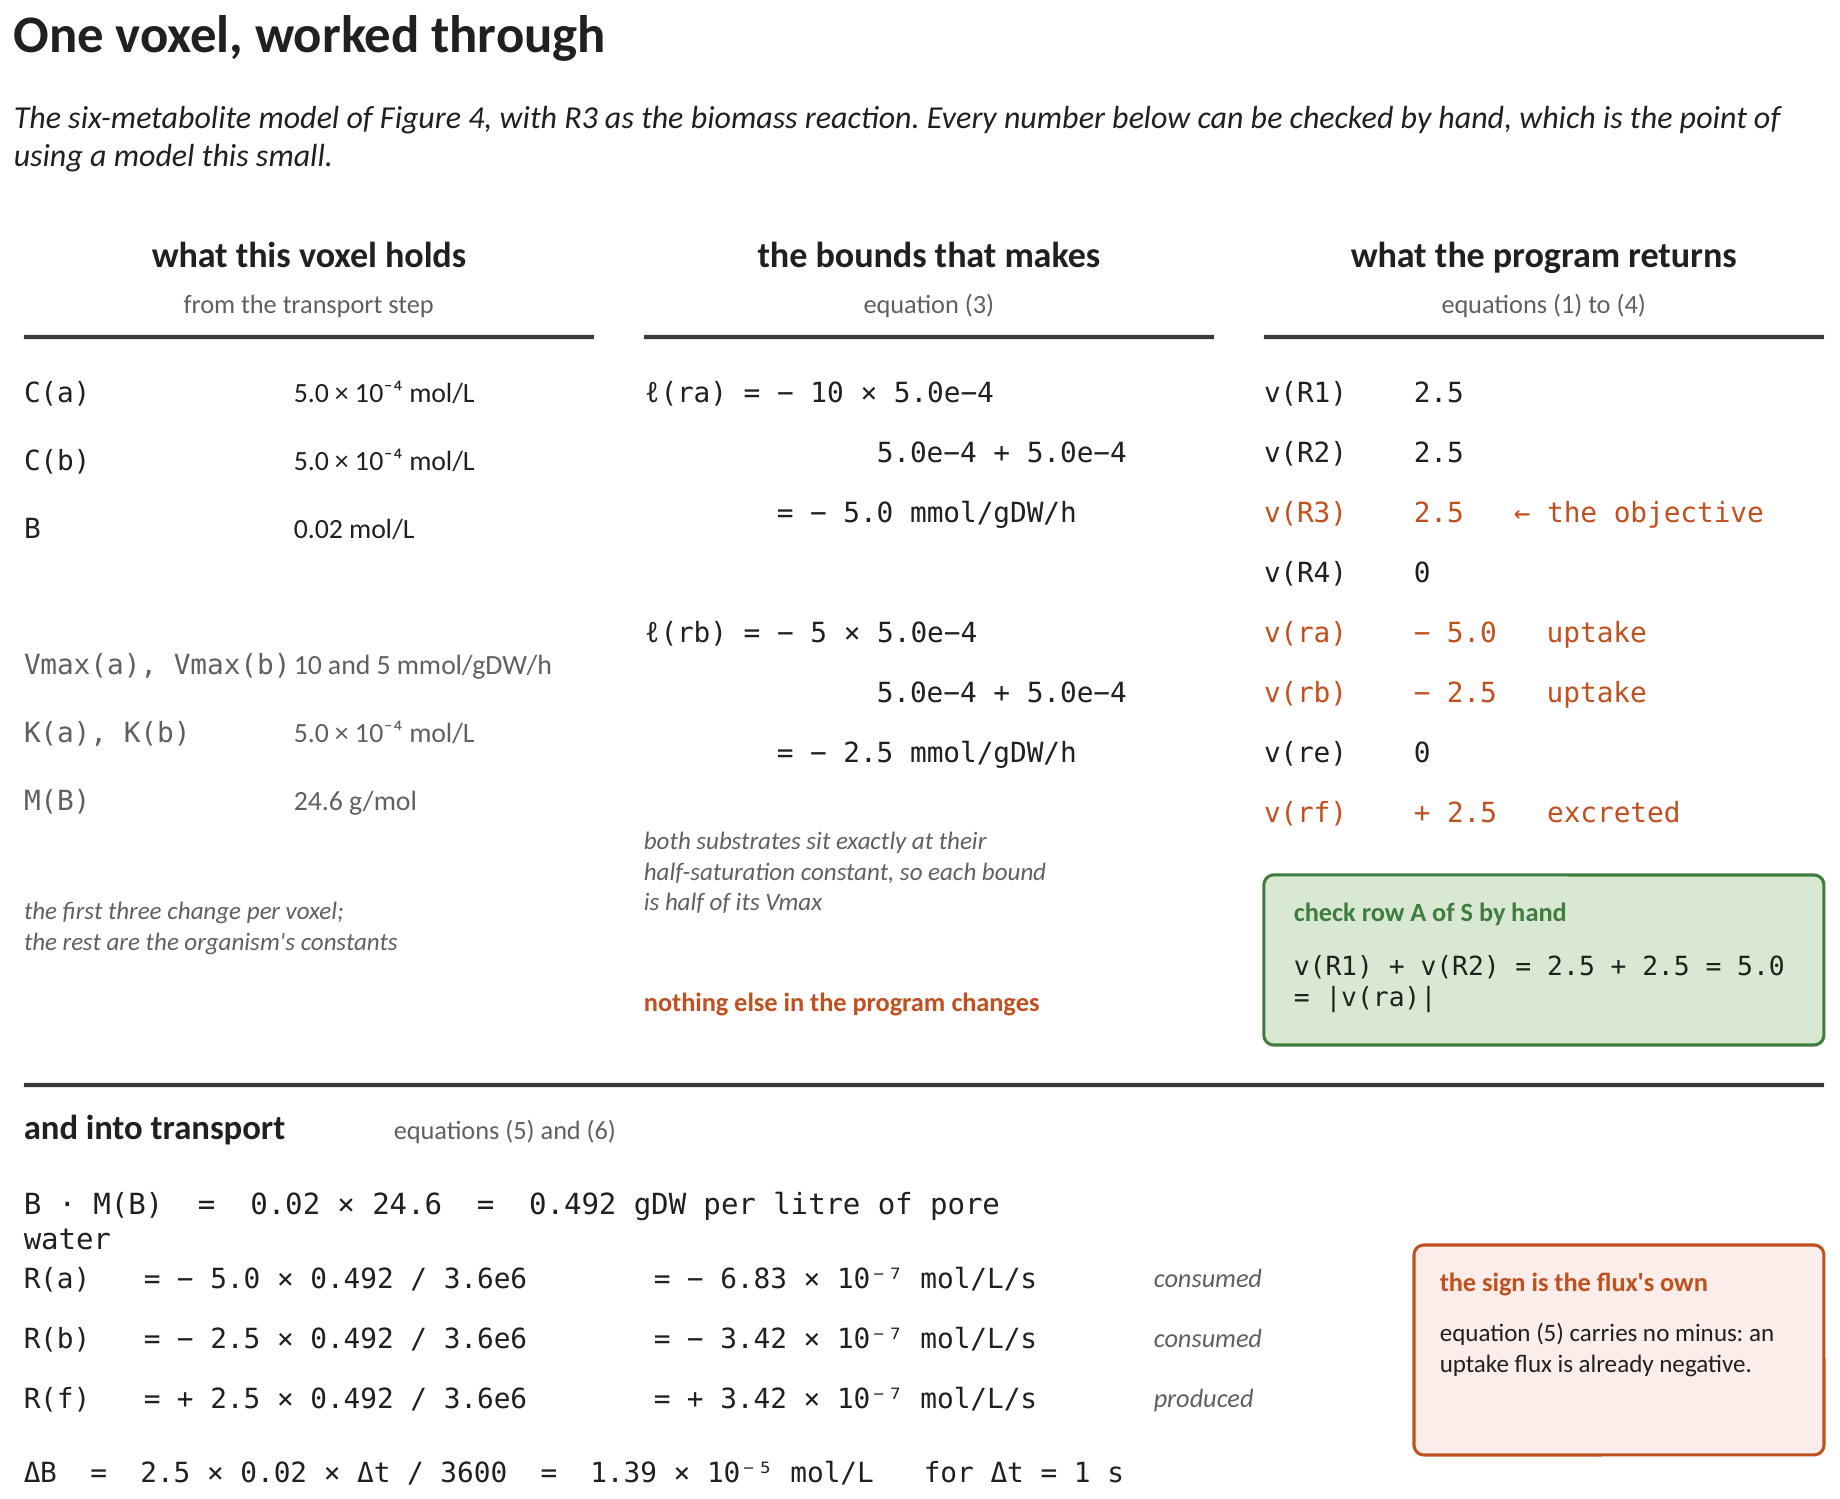 One voxel, worked through
The six-metabolite model of Figure 4, with R3 as the biomass reaction. Every number below can be checked by hand, which is the point of
using a model this small.
what this voxel holds
from the transport step
C(a) 5.0 × 10⁻⁴ mol/L
C(b) 5.0 × 10⁻⁴ mol/L
B 0.02 mol/L
Vmax(a), Vmax(b) 10 and 5 mmol/gDW/h
K(a), K(b) 5.0 × 10⁻⁴ mol/L
M(B) 24.6 g/mol
the first three change per voxel;
the rest are the organism's constants
the bounds that makes
equation (3)
ℓ(ra) = − 10 × 5.0e−4
5.0e−4 + 5.0e−4
= − 5.0 mmol/gDW/h
ℓ(rb) = − 5 × 5.0e−4
5.0e−4 + 5.0e−4
= − 2.5 mmol/gDW/h
both substrates sit exactly at their
half-saturation constant, so each bound
is half of its Vmax
nothing else in the program changes
what the program returns
equations (1) to (4)
v(R1) 2.5
v(R2) 2.5
v(R3) 2.5 ← the objective
v(R4) 0
v(ra) − 5.0 uptake
v(rb) − 2.5 uptake
v(re) 0
v(rf) + 2.5 excreted
check row A of S by hand
v(R1) + v(R2) = 2.5 + 2.5 = 5.0
= |v(ra)|
and into transport equations (5) and (6)
B · M(B) = 0.02 × 24.6 = 0.492 gDW per litre of pore
water
R(a) = − 5.0 × 0.492 / 3.6e6 = − 6.83 × 10⁻⁷ mol/L/s consumed
R(b) = − 2.5 × 0.492 / 3.6e6 = − 3.42 × 10⁻⁷ mol/L/s consumed
R(f) = + 2.5 × 0.492 / 3.6e6 = + 3.42 × 10⁻⁷ mol/L/s produced
ΔB = 2.5 × 0.02 × Δt / 3600 = 1.39 × 10⁻⁵ mol/L for Δt = 1 s
the sign is the flux's own
equation (5) carries no minus: an
uptake flux is already negative.